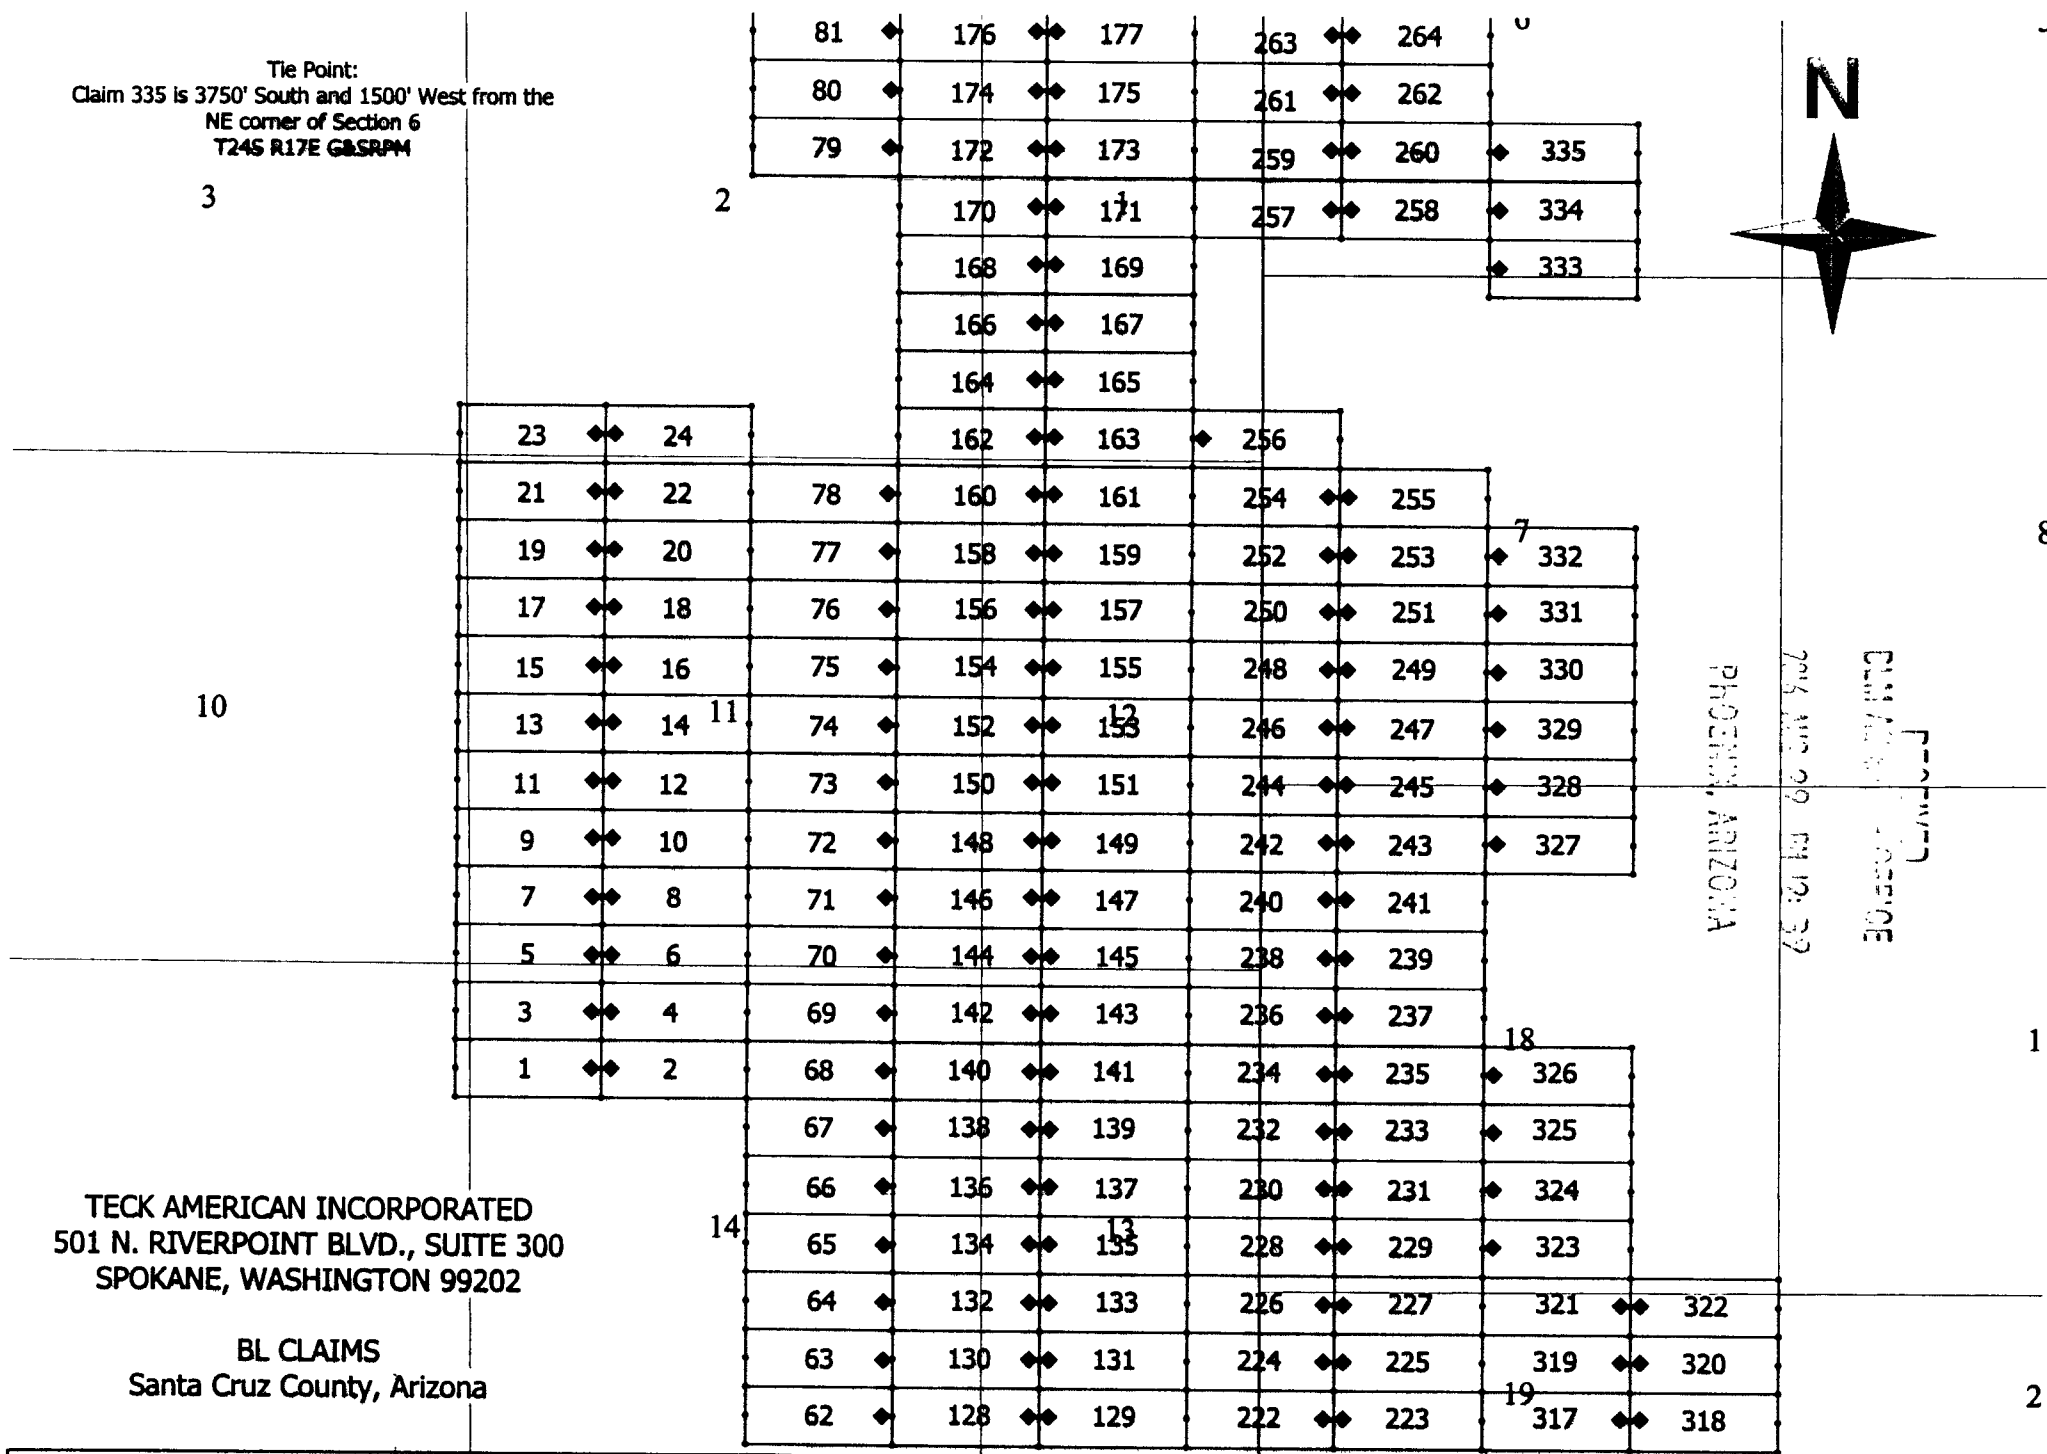 81 176 177 263 264
Tie Point:
Claim 335 is 3750' South and 1500' West from the
NE corner of Section 6
T24S R17E G&SRPM
N
80 174 175 261 262
79 172 173 259 260 335
3 2 170 1 171 257 258 334
168 169 333
166 167
164 165
23 24 162 163 256
21 22 78 160 161 254 255
19 20 77 158 159 252 253 7 332 8
17 18 76 156 157 250 251 331
15 16 75 154 155 248 249 330
10 13 14 11 74 152 12 153 246 247 329
11 12 73 150 151 244 245 328
9 10 72 148 149 242 243 327
7 8 71 146 147 240 241
5 6 70 144 145 238 239
3 4 69 142 143 236 237
1 2 68 140 141 234 235 18 326 1
67 138 139 232 233 325
66 136 137 230 231 324
14 65 134 13 135 228 229 323
64 132 133 226 227 321 322
63 130 131 224 225 319 320
62 128 129 222 223 19 317 318 2
TECK AMERICAN INCORPORATED
501 N. RIVERPOINT BLVD., SUITE 300
SPOKANE, WASHINGTON 99202
BL CLAIMS
Santa Cruz County, Arizona
PHOENIX, ARIZONA